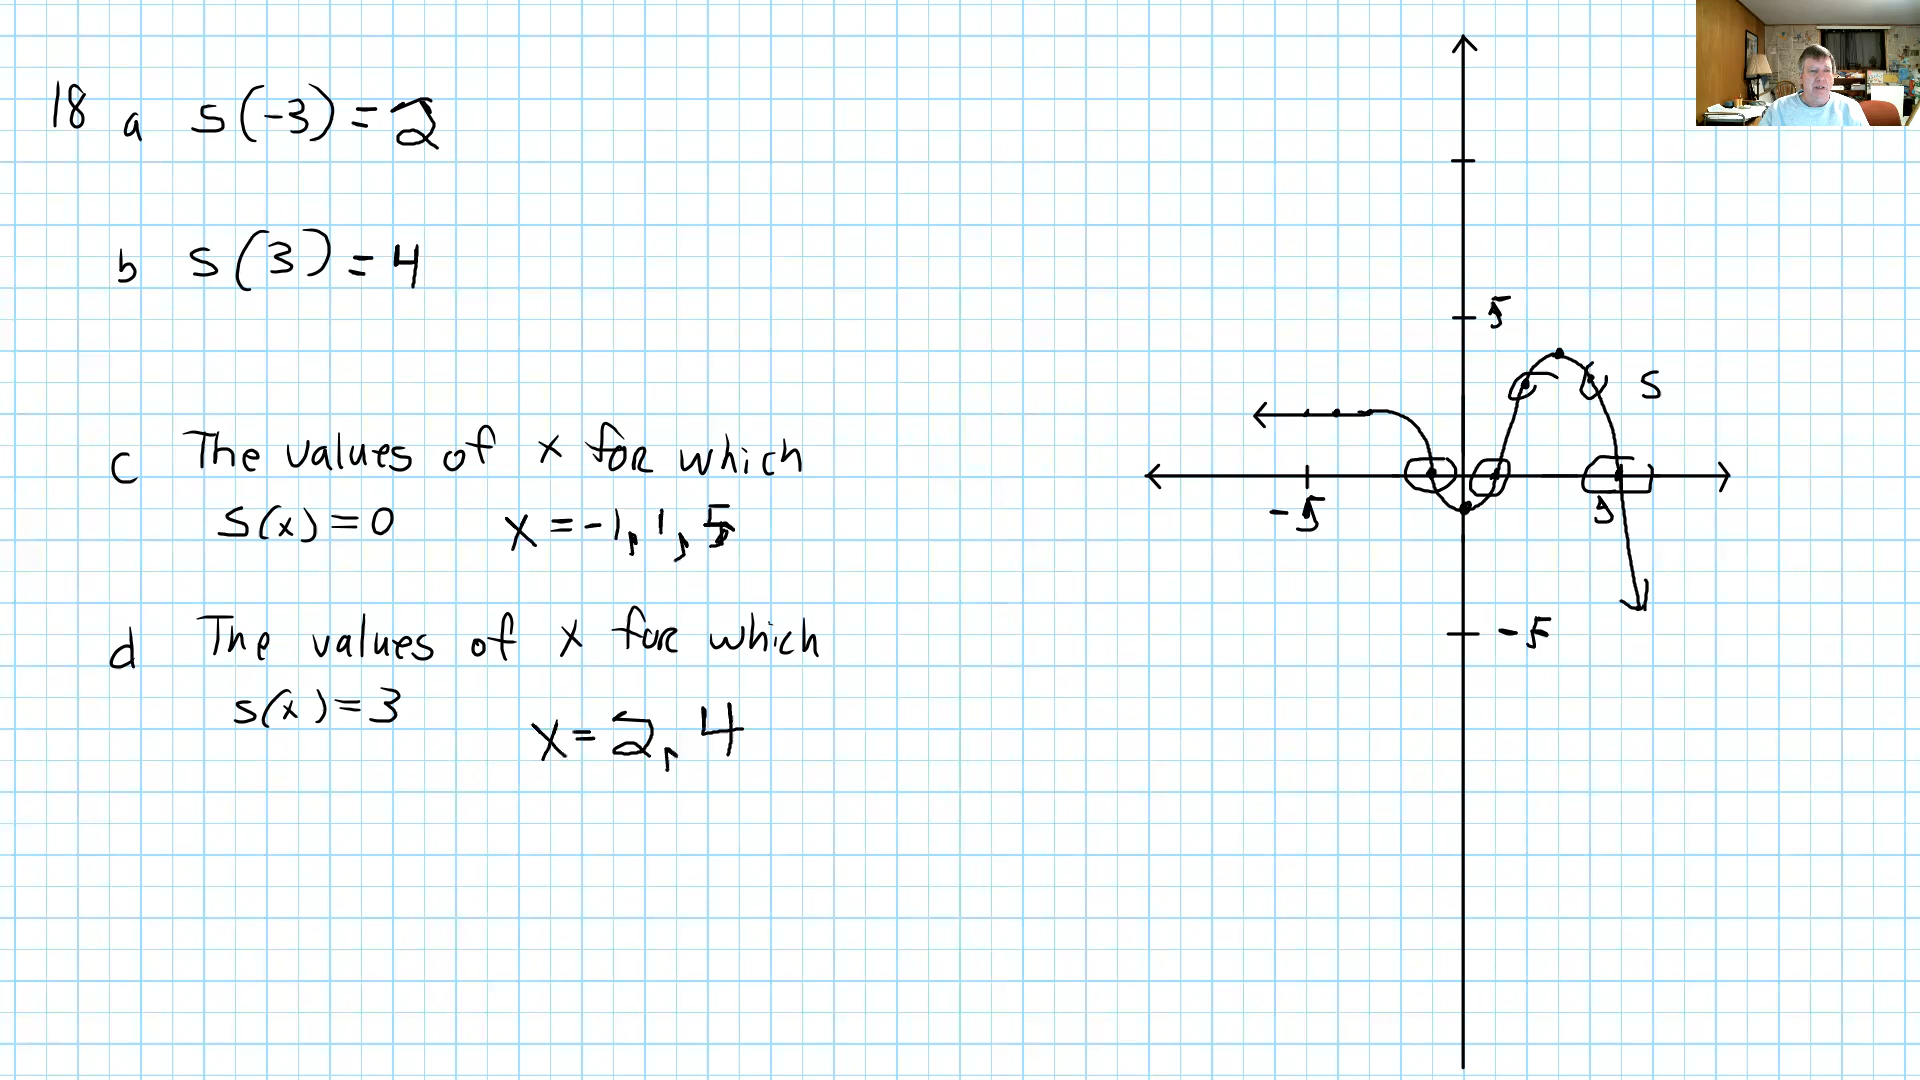 18 a s(-3)=2
b s(3)=4
c The values of x for which
s(x)=0 x=-1, 1, 5
d The values of x for which
s(x)=3 x=2, 4
5
s
-5 5
-5